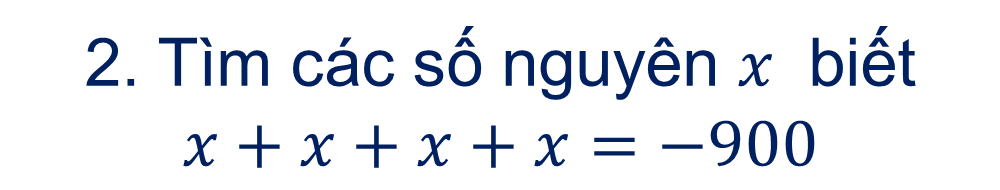 2. Tìm các số nguyên x biết
x + x + x + x = −900